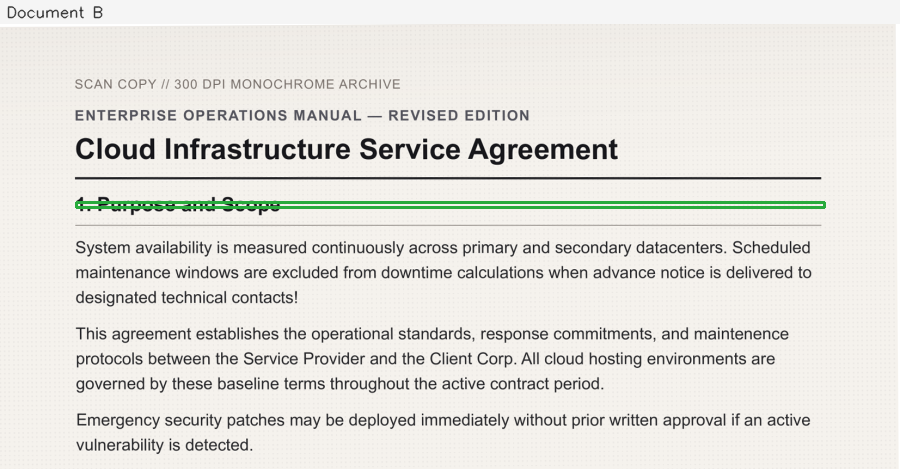 Document B
SCAN COPY // 300 DPI MONOCHROME ARCHIVE
ENTERPRISE OPERATIONS MANUAL — REVISED EDITION
Cloud Infrastructure Service Agreement
1. Purpose and Scope
System availability is measured continuously across primary and secondary datacenters. Scheduled
maintenance windows are excluded from downtime calculations when advance notice is delivered to
designated technical contacts!
This agreement establishes the operational standards, response commitments, and maintenence
protocols between the Service Provider and the Client Corp. All cloud hosting environments are
governed by these baseline terms throughout the active contract period.
Emergency security patches may be deployed immediately without prior written approval if an active
vulnerability is detected.